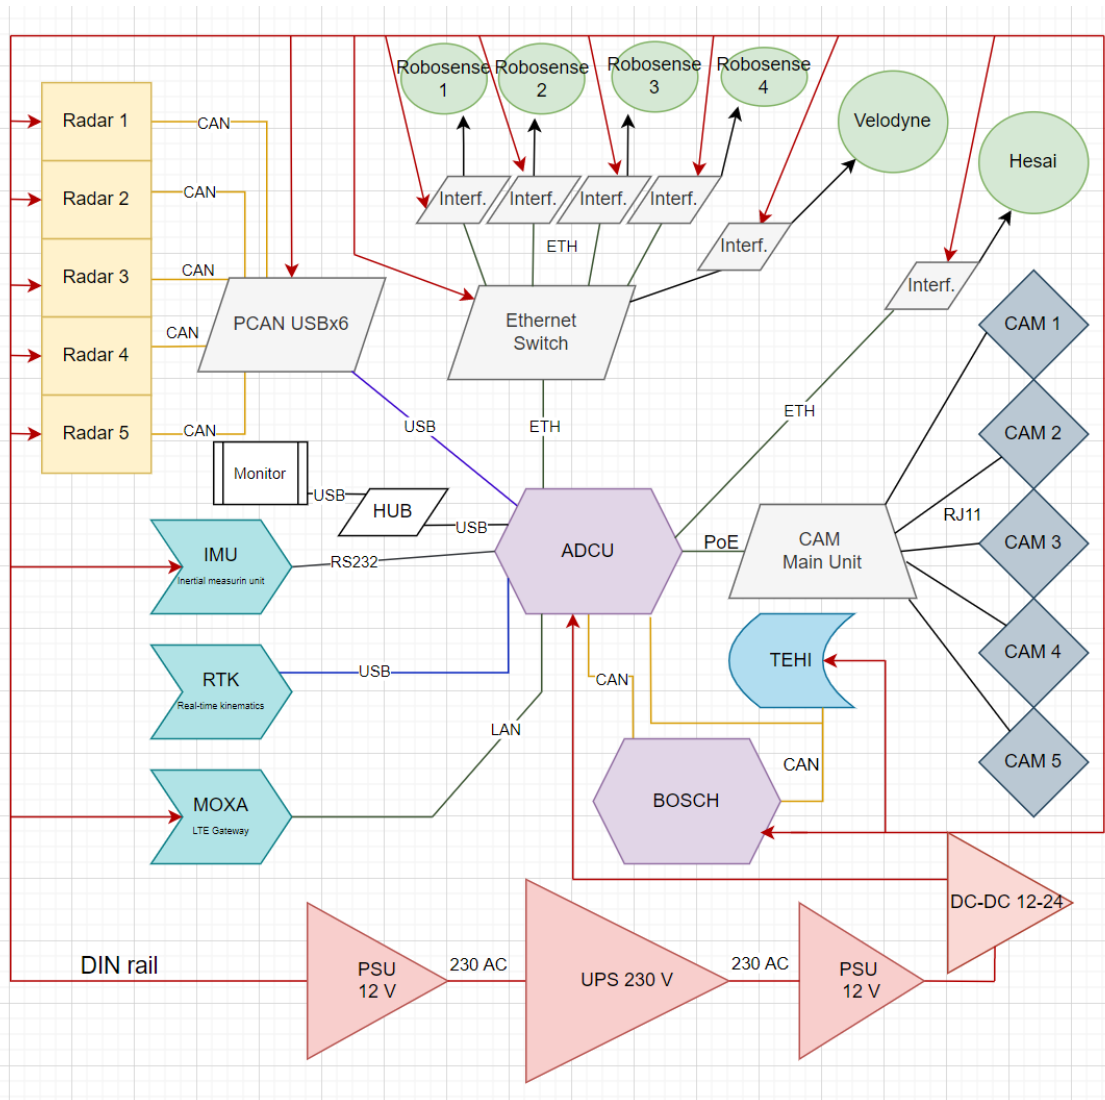 Robosense
1
Robosense
2
Robosense
3
Robosense
4
Velodyne
Hesai
Radar 1
CAN
Radar 2
CAN
Radar 3
CAN
Radar 4
CAN
Radar 5
CAN
Interf.
Interf.
Interf.
Interf.
ETH
Interf.
Interf.
PCAN USBx6
Ethernet
Switch
CAM 1
CAM 2
CAM 3
CAM 4
CAM 5
USB
ETH
ETH
Monitor
USB
HUB
USB
RJ11
ADCU
PoE
CAM
Main Unit
IMU
Inertial measurin unit
RS232
RTK
Real-time kinematics
USB
CAN
TEHI
LAN
CAN
MOXA
LTE Gateway
BOSCH
DC-DC 12-24
DIN rail
PSU
12 V
230 AC
UPS 230 V
230 AC
PSU
12 V